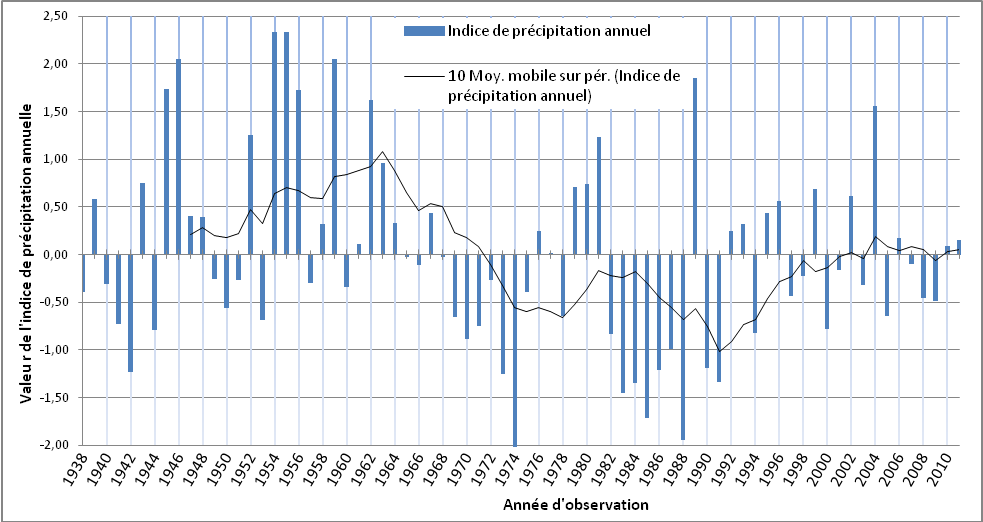 2,50
2,00
1,50
1,00
0,50
0,00
-0,50
-1,00
-1,50
-2,00
Valeu r de l'indice de précipitation annuelle
Indice de précipitation annuel
10 Moy. mobile sur pér. (Indice de
précipitation annuel)
1938 1940 1942 1944 1946 1948 1950 1952 1954 1956 1958 1960 1962 1964 1966 1968 1970 1972 1974 1976 1978 1980 1982 1984 1986 1988 1990 1992 1994 1996 1998 2000 2002 2004 2006 2008 2010
Année d'observation